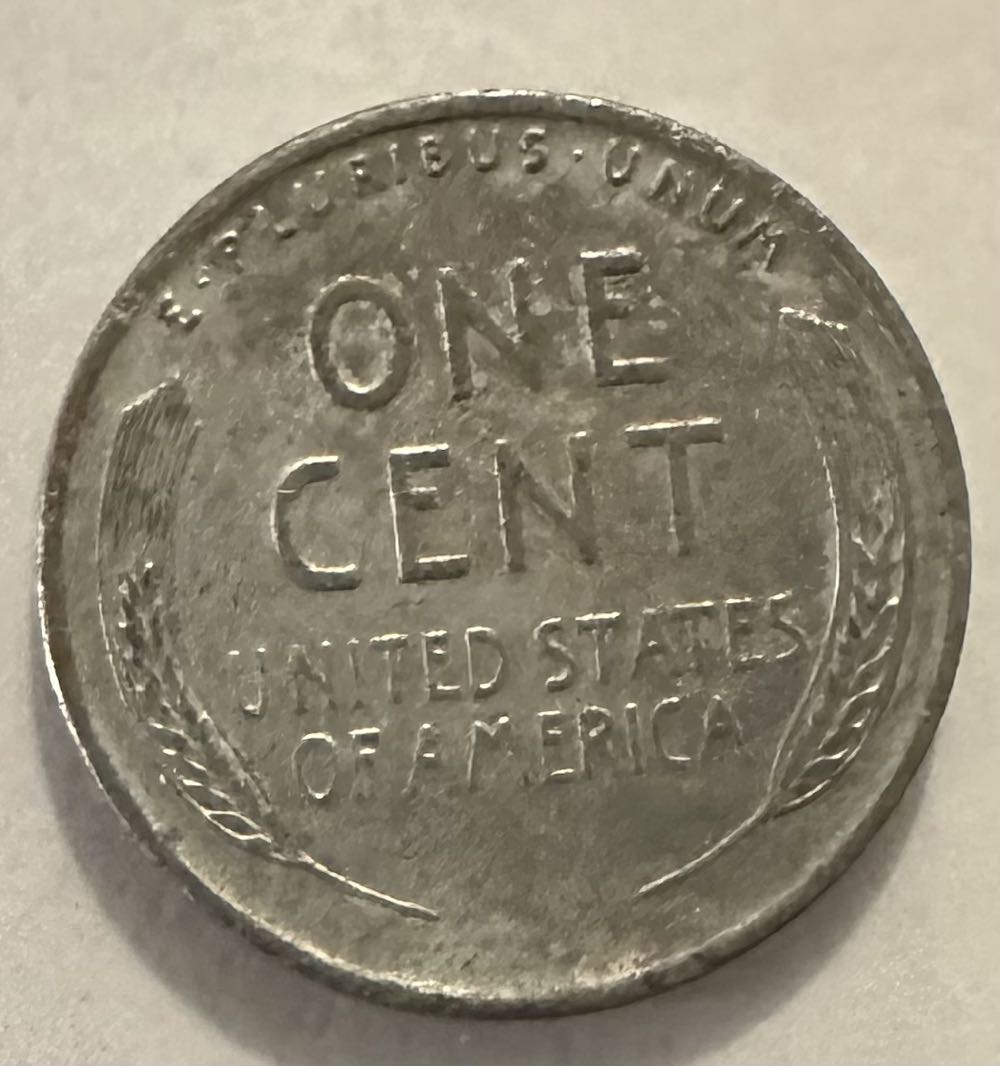 E · PLURIBUS · UNUM
ONE
CENT
UNITED STATES
OF AMERICA